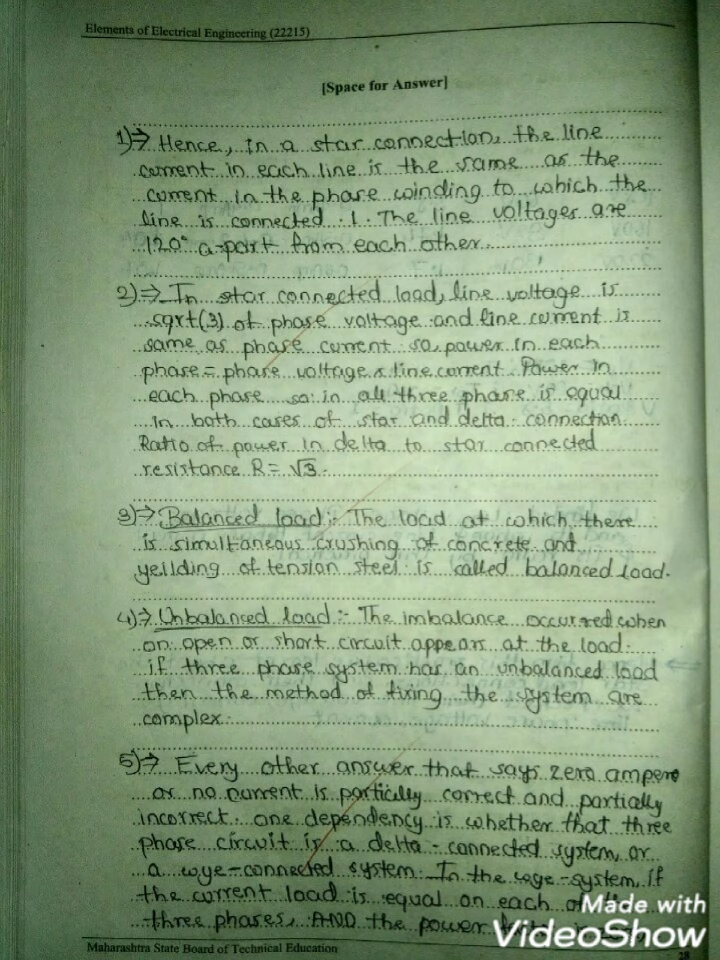 Elements of Electrical Engineering (22215)
[Space for Answer]
1)→ Hence, in a star connection, the line
current in each line is the same as the
current in the phase winding to which the
line is connected. 1. The line voltages are
120° a-part from each other.
2)→ In star connected load, line voltage is
sqrt(3) of phase voltage and line current is
same as phase current so, power in each
phase = phase voltage x line current. Power in
each phase so in all three phase is equal
in both cases of star and delta-connection.
Ratio of power in delta to star connected
resistance R = √3.
3)→ Balanced load:- The load at which there
is simultaneous crushing of concrete and
yeilding of tension steel is called balanced load.
4)→ Unbalanced load:- The imbalance occurred when
an open or short circuit appears at the load.
if three phase system has an unbalanced load
then the method of fixing the system are
complex.
5)→ Every other answer that says zero ampere
or no current is partically correct and partially
incorrect. one dependency is whether that three
phase circuit is a delta-connected system, or
a wye-connected system. In the wye-system, if
the current load is equal on each of
three phases, AND the power
Made with
VideoShow
Maharashtra State Board of Technical Education
28